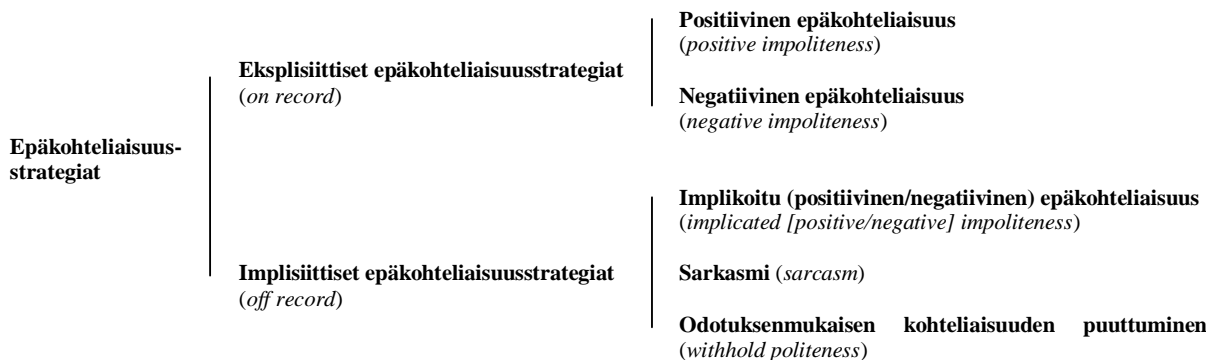 Positiivinen epäkohteliaisuus
(positive impoliteness)
Eksplisiittiset epäkohteliaisuusstrategiat
(on record)
Negatiivinen epäkohteliaisuus
(negative impoliteness)
Epäkohteliaisuus-
strategiat
Implikoitu (positiivinen/negatiivinen) epäkohteliaisuus
(implicated [positive/negative] impoliteness)
Implisiittiset epäkohteliaisuusstrategiat
(off record)
Sarkasmi (sarcasm)
Odotuksenmukaisen kohteliaisuuden puuttuminen
(withhold politeness)